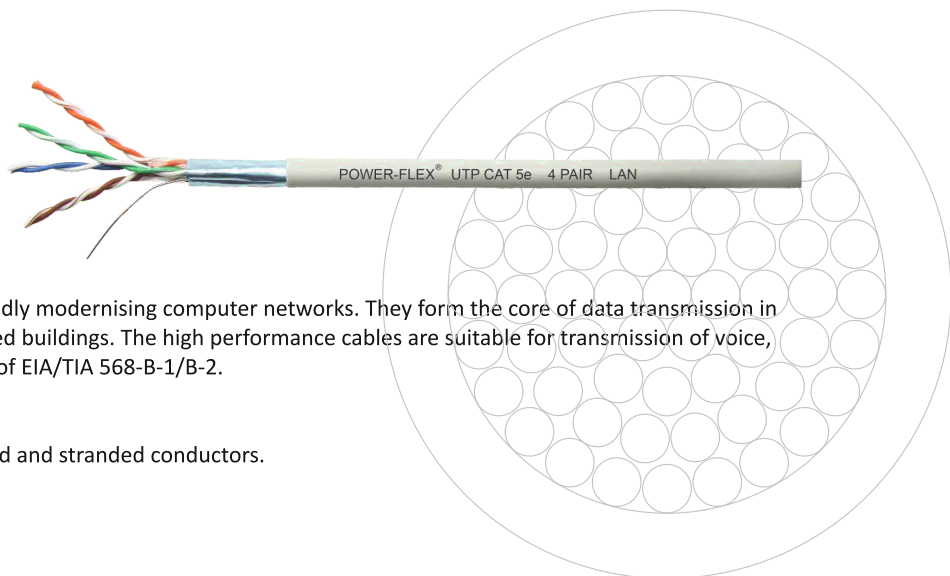 POWER-FLEX® UTP CAT 5e 4 PAIR LAN
dly modernising computer networks. They form the core of data transmission in
ed buildings. The high performance cables are suitable for transmission of voice,
of EIA/TIA 568-B-1/B-2.
d and stranded conductors.